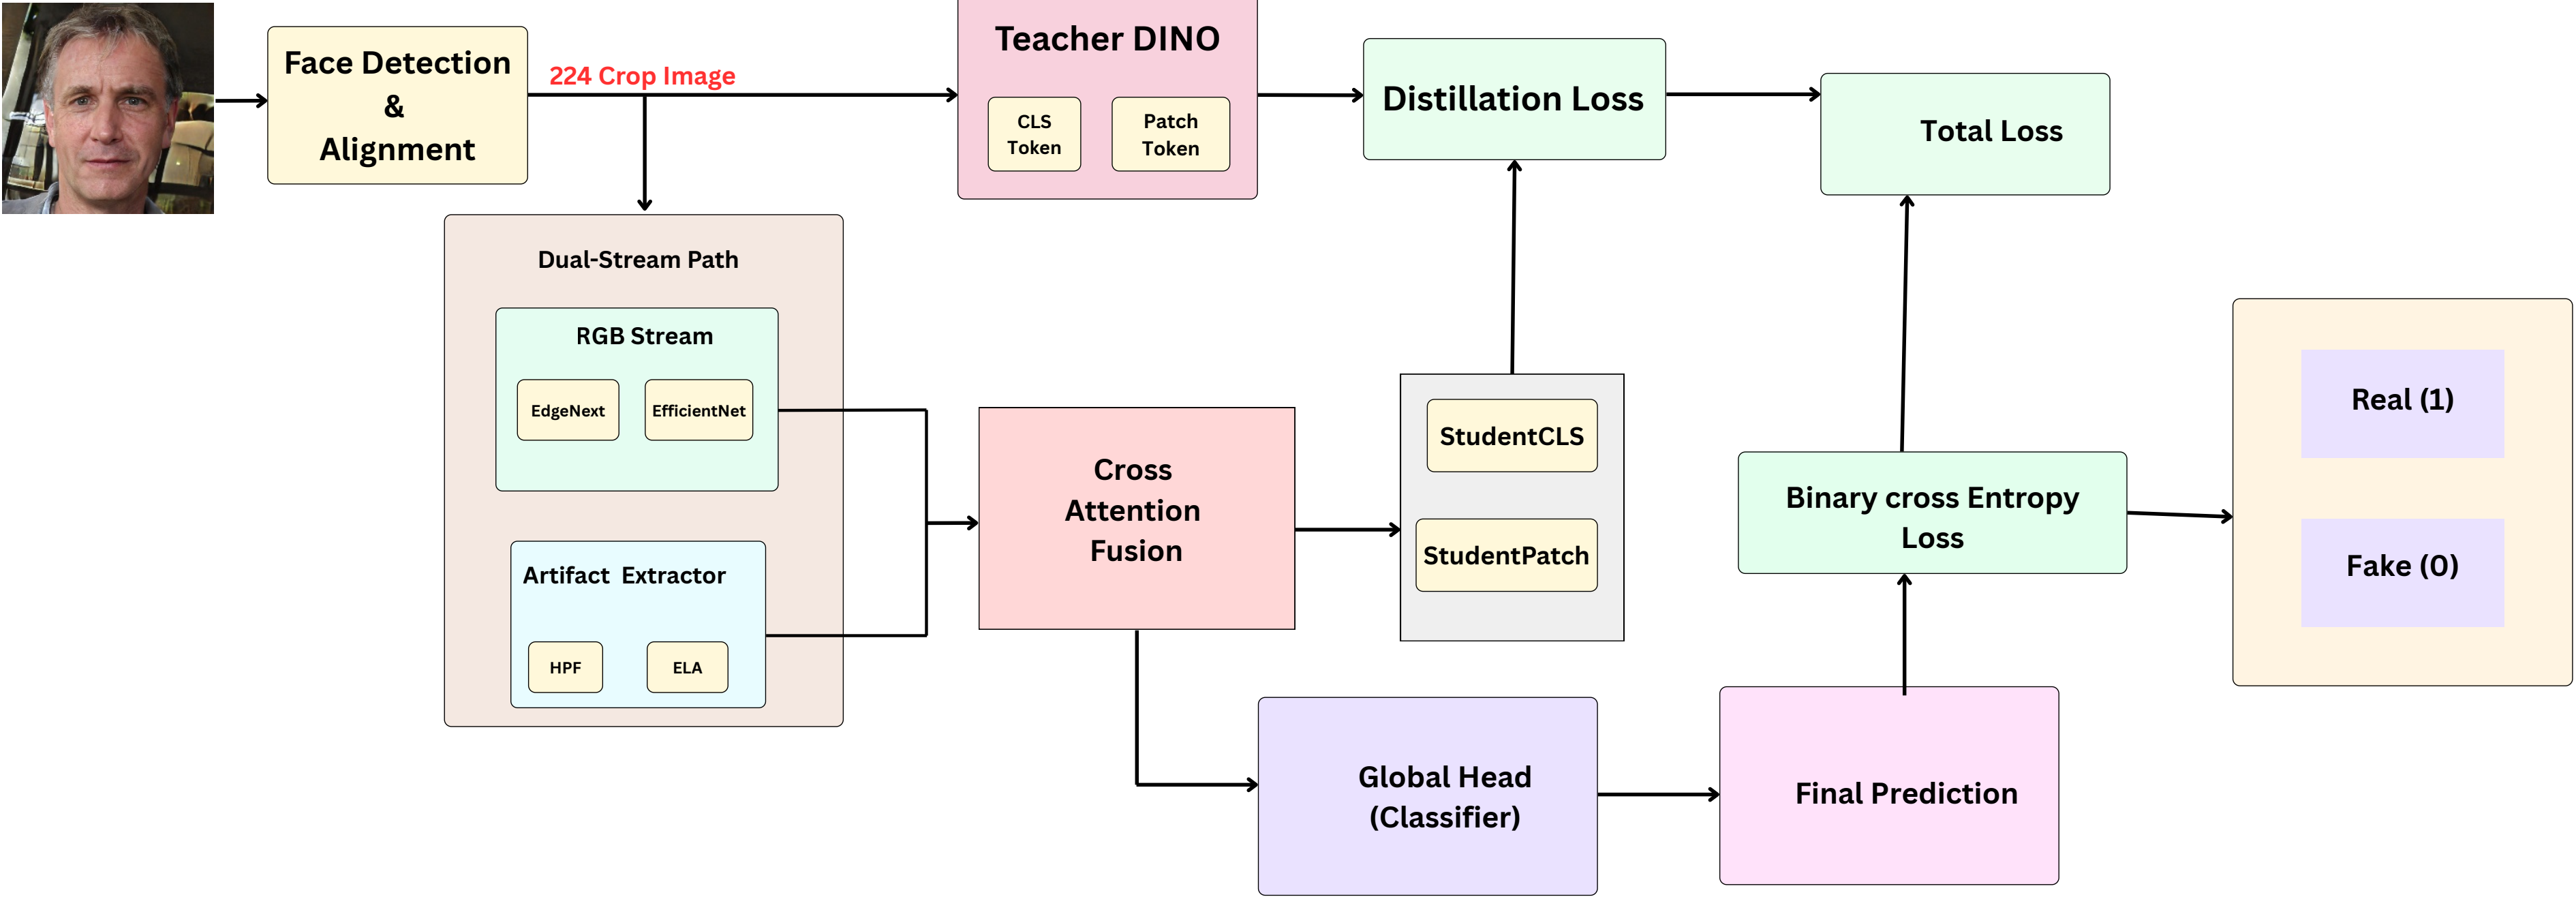 Face Detection
&
Alignment
224 Crop Image
Teacher DINO
CLS
Token
Patch
Token
Distillation Loss
Total Loss
Dual-Stream Path
RGB Stream
EdgeNext
EfficientNet
Artifact Extractor
HPF
ELA
Cross
Attention
Fusion
StudentCLS
StudentPatch
Binary cross Entropy
Loss
Real (1)
Fake (0)
Global Head
(Classifier)
Final Prediction